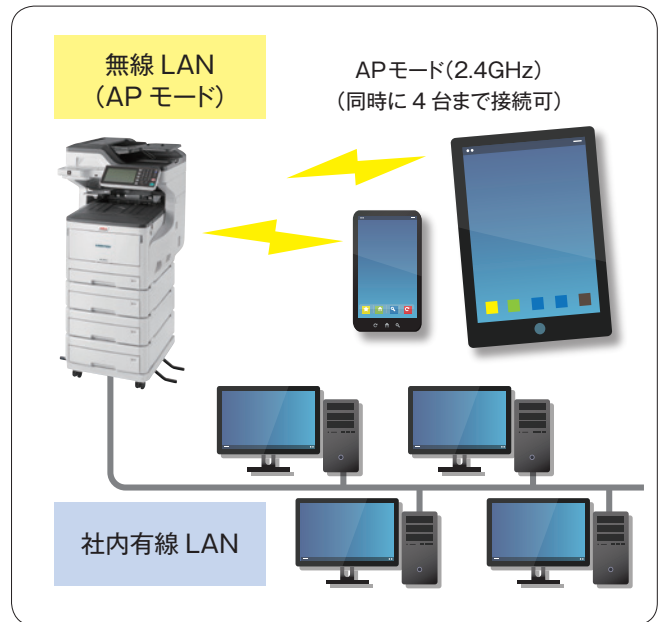 無線 LAN
（AP モード）
APモード（2.4GHz）
（同時に 4 台まで接続可）
社内有線 LAN